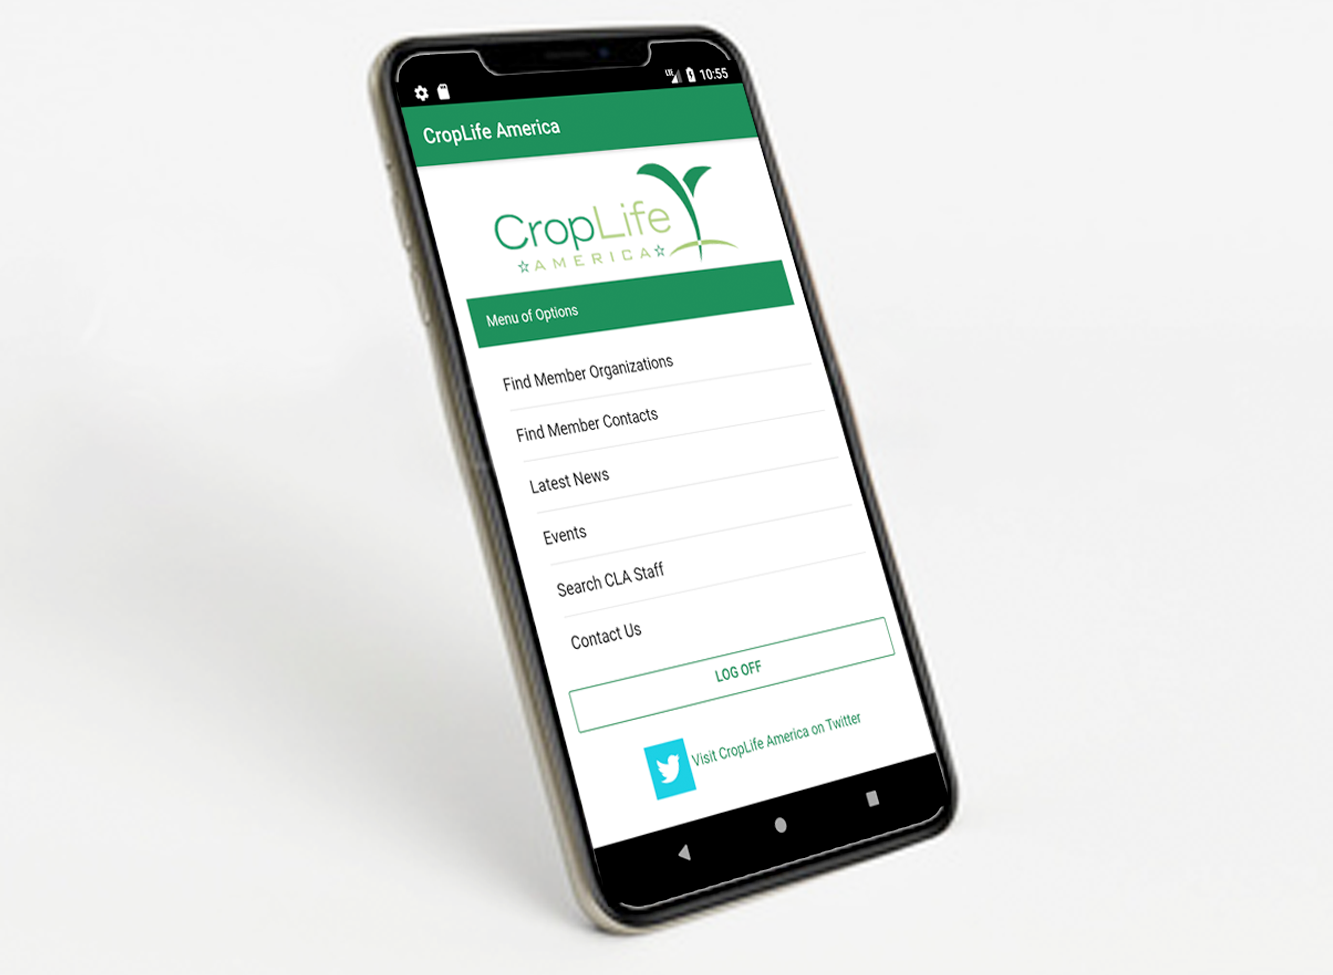 LTE 10:55
CropLife America
CropLife
AMERICA
Menu of Options
Find Member Organizations
Find Member Contacts
Latest News
Events
Search CLA Staff
Contact Us
LOG OFF
Visit CropLife America on Twitter